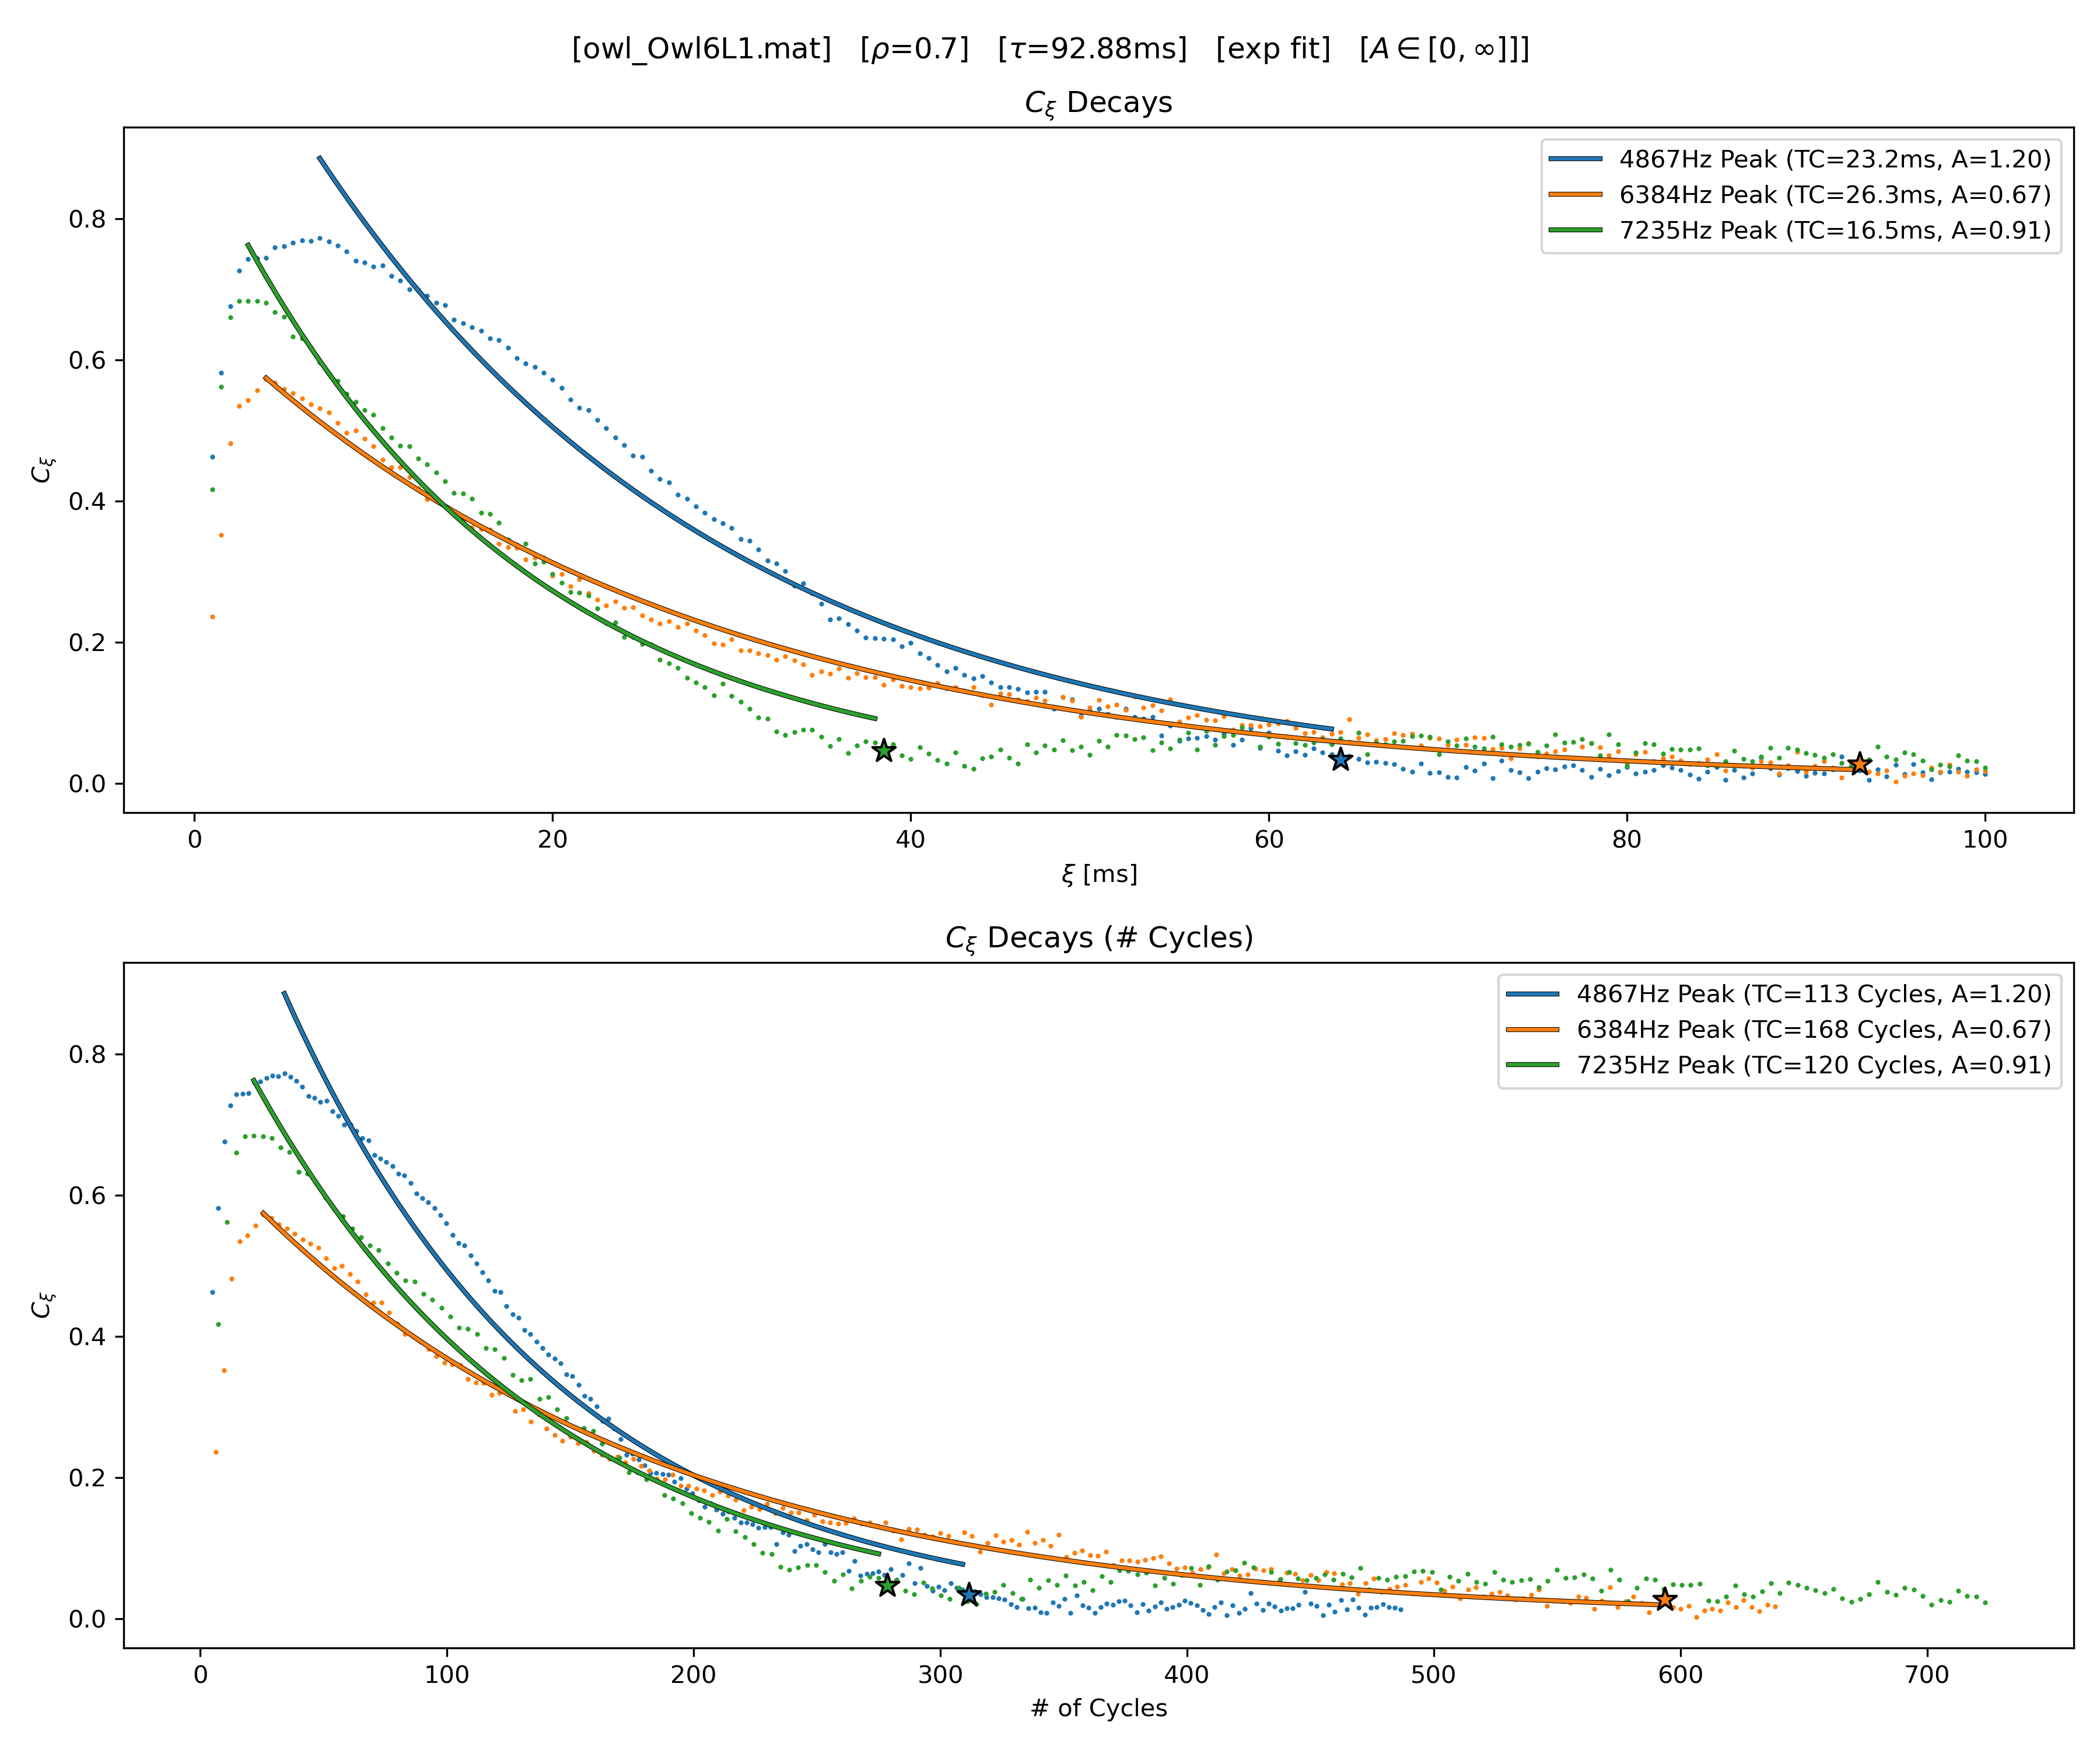 [owl_Owl6L1.mat] [ρ=0.7] [τ=92.88ms] [exp fit] [A ∈ [0, ∞]]]
C_ξ Decays
4867Hz Peak (TC=23.2ms, A=1.20)
6384Hz Peak (TC=26.3ms, A=0.67)
7235Hz Peak (TC=16.5ms, A=0.91)
0.8
0.6
0.4
0.2
0.0
C_ξ
0 20 40 60 80 100
ξ [ms]
C_ξ Decays (# Cycles)
4867Hz Peak (TC=113 Cycles, A=1.20)
6384Hz Peak (TC=168 Cycles, A=0.67)
7235Hz Peak (TC=120 Cycles, A=0.91)
0.8
0.6
0.4
0.2
0.0
C_ξ
0 100 200 300 400 500 600 700
# of Cycles